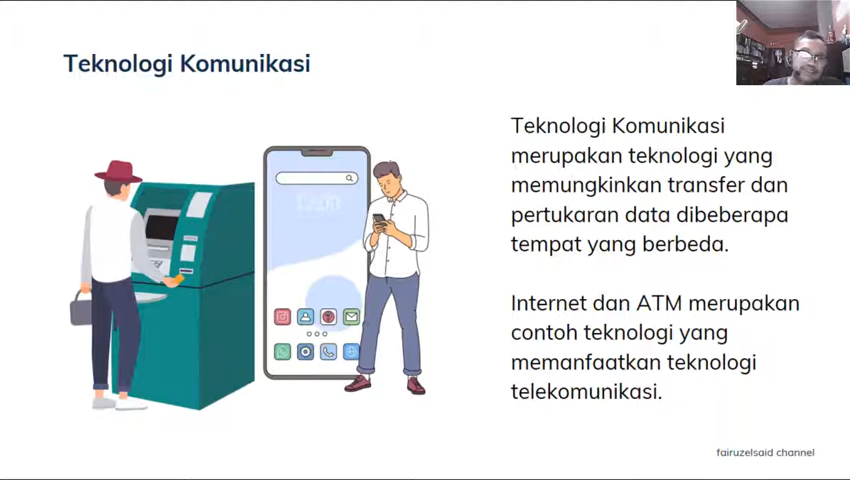 Teknologi Komunikasi
Teknologi Komunikasi
merupakan teknologi yang
memungkinkan transfer dan
pertukaran data dibeberapa
tempat yang berbeda.
Internet dan ATM merupakan
contoh teknologi yang
memanfaatkan teknologi
telekomunikasi.
fairuzelsaid channel